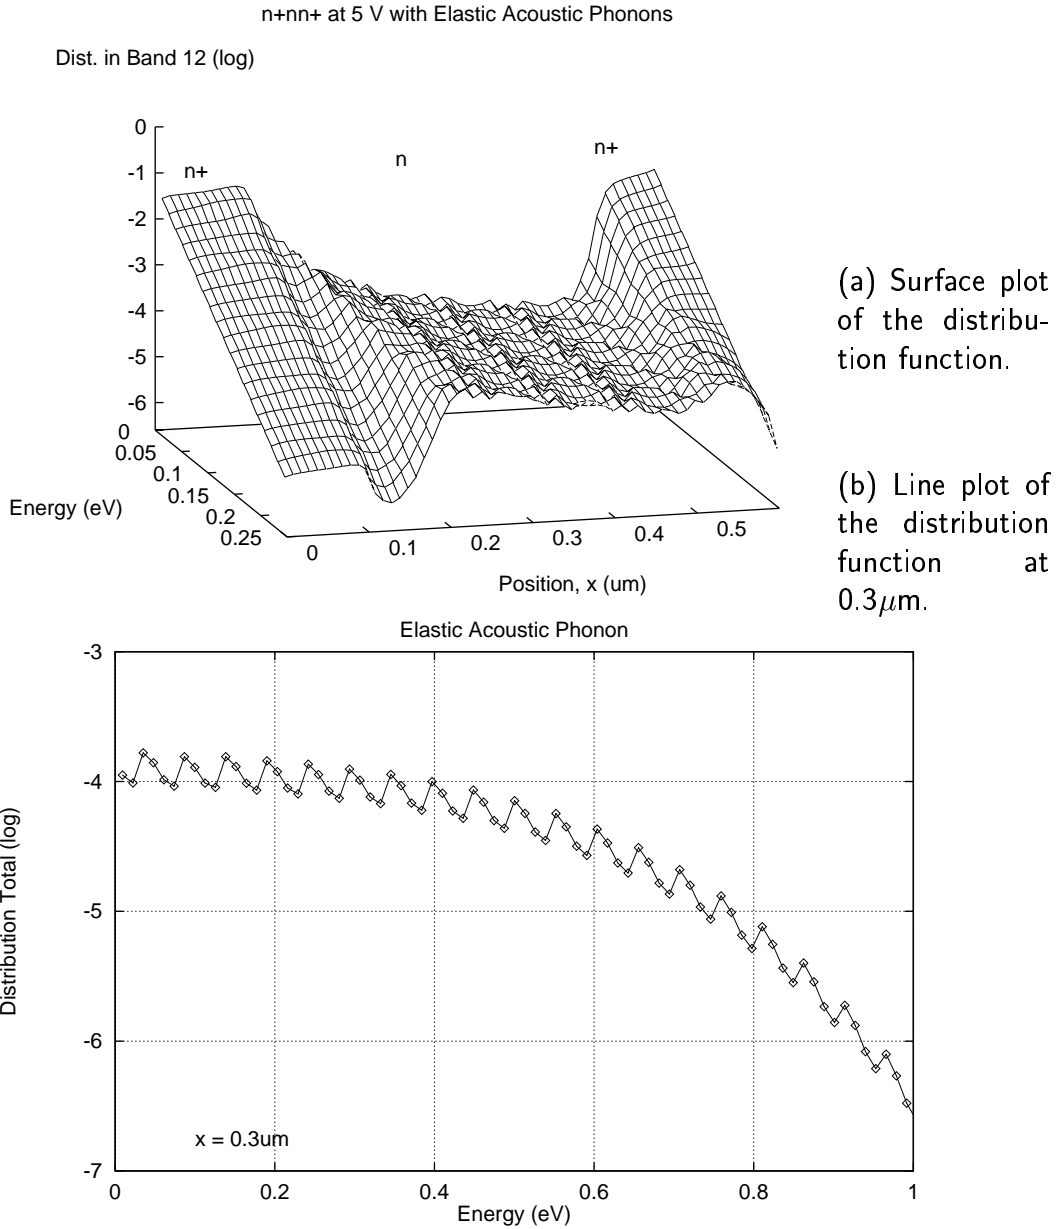 n+nn+ at 5 V with Elastic Acoustic Phonons
Dist. in Band 12 (log)
0
-1
-2
-3
-4
-5
-6
n+
n
n+
0
0.05
0.1
0.15
0.2
0.25
Energy (eV)
0
0.1
0.2
0.3
0.4
0.5
Position, x (um)
(a) Surface plot
of the distribu-
tion function.
(b) Line plot of
the distribution
function at
0.3μm.
Elastic Acoustic Phonon
-3
-4
-5
-6
-7
Distribution Total (log)
x = 0.3um
0
0.2
0.4
0.6
0.8
1
Energy (eV)